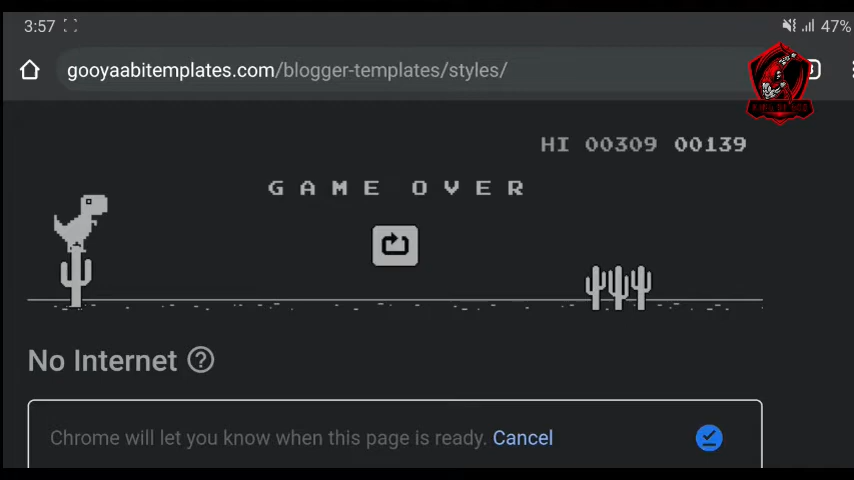 3:57
47%
gooyaabitemplates.com/blogger-templates/styles/
HI 00309 00139
GAME OVER
No Internet ?
Chrome will let you know when this page is ready. Cancel